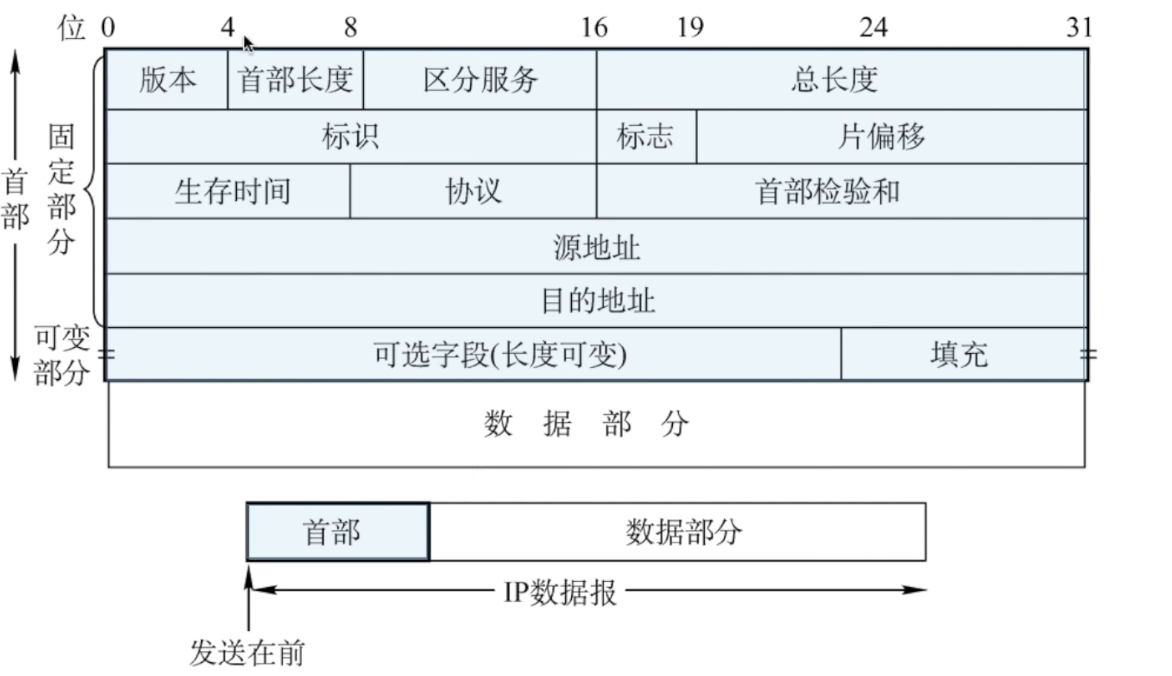 位 0 4 8 16 19 24 31
版本 首部长度 区分服务 总长度
标识 标志 片偏移
生存时间 协议 首部检验和
源地址
目的地址
可选字段(长度可变) 填充
数据部分
首部
固定部分
可变部分
首部 数据部分
IP数据报
发送在前